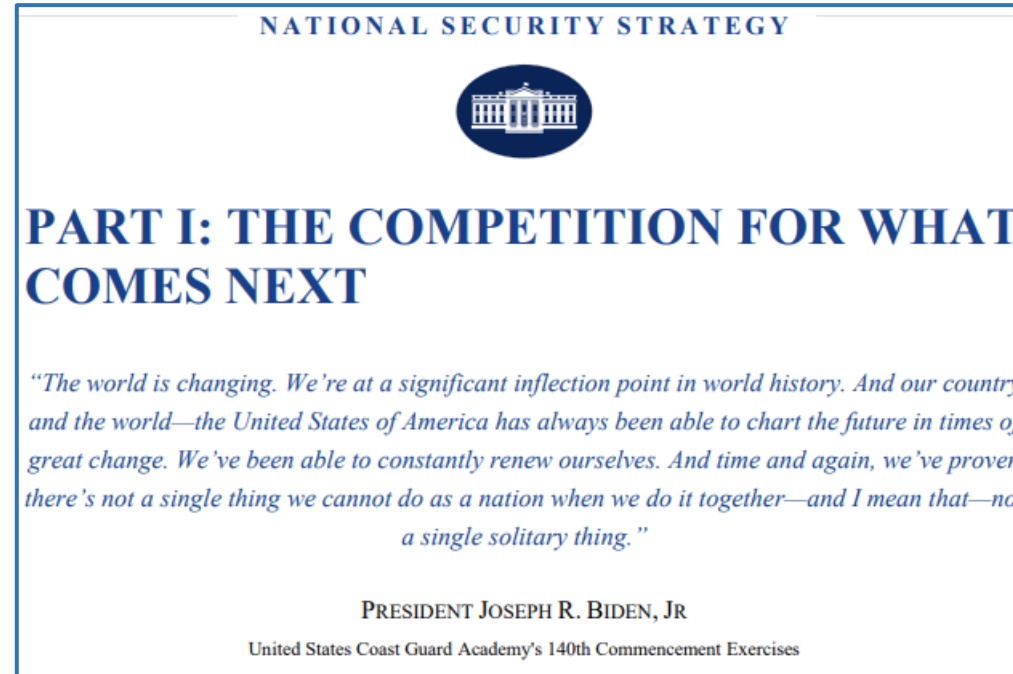 NATIONAL SECURITY STRATEGY
PART I: THE COMPETITION FOR WHAT
COMES NEXT
“The world is changing. We’re at a significant inflection point in world history. And our country
and the world—the United States of America has always been able to chart the future in times of
great change. We’ve been able to constantly renew ourselves. And time and again, we’ve proven
there’s not a single thing we cannot do as a nation when we do it together—and I mean that—no
a single solitary thing.”
PRESIDENT JOSEPH R. BIDEN, JR
United States Coast Guard Academy's 140th Commencement Exercises